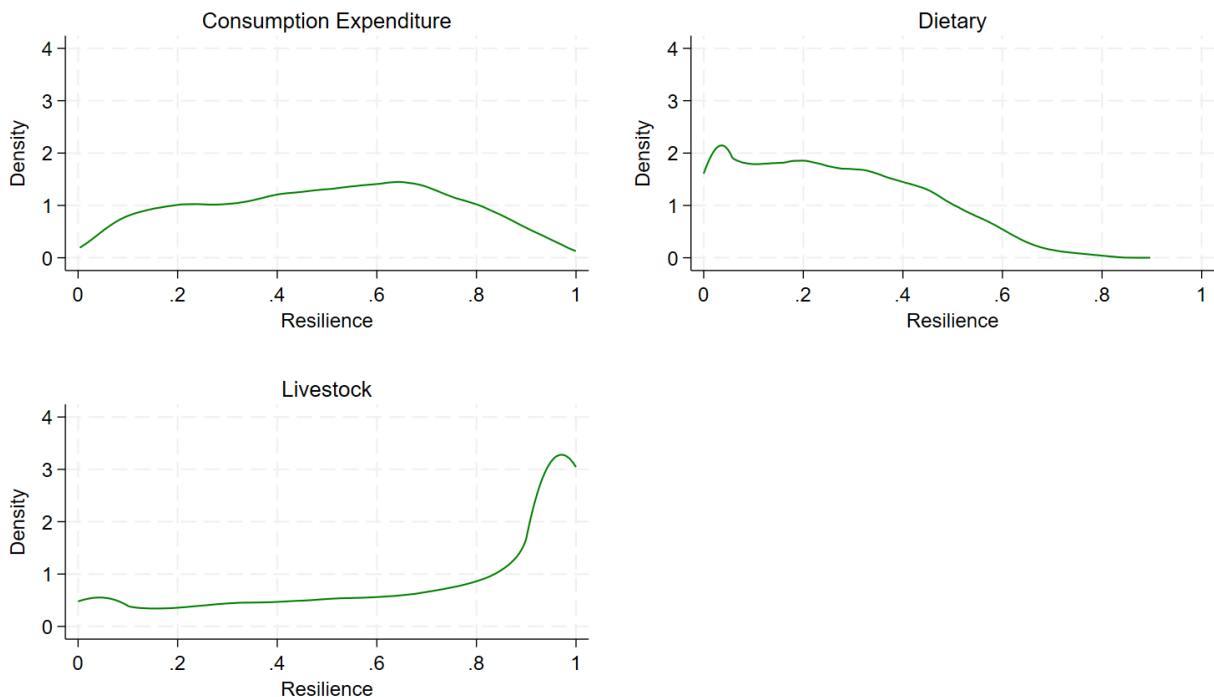 Consumption Expenditure
4
3
2
1
0
Density
0 .2 .4 .6 .8 1
Resilience
Dietary
4
3
2
1
0
Density
0 .2 .4 .6 .8 1
Resilience
Livestock
4
3
2
1
0
Density
0 .2 .4 .6 .8 1
Resilience